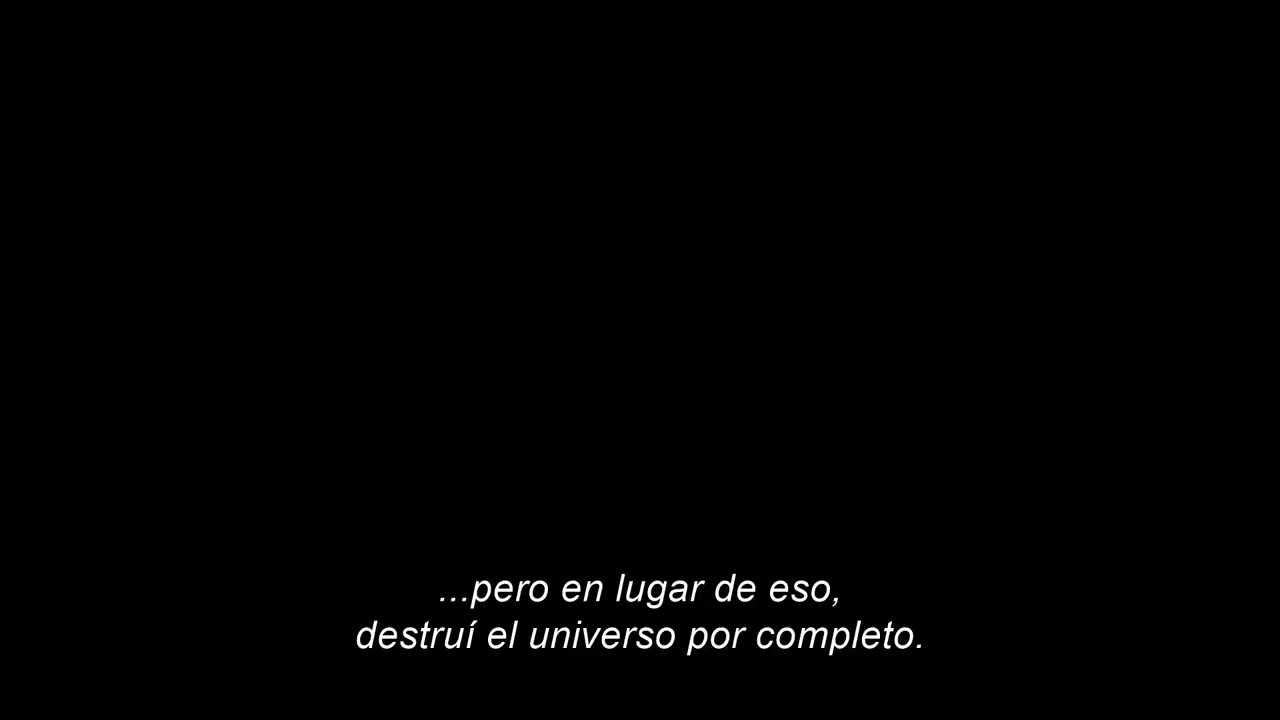 ...pero en lugar de eso,
destruí el universo por completo.